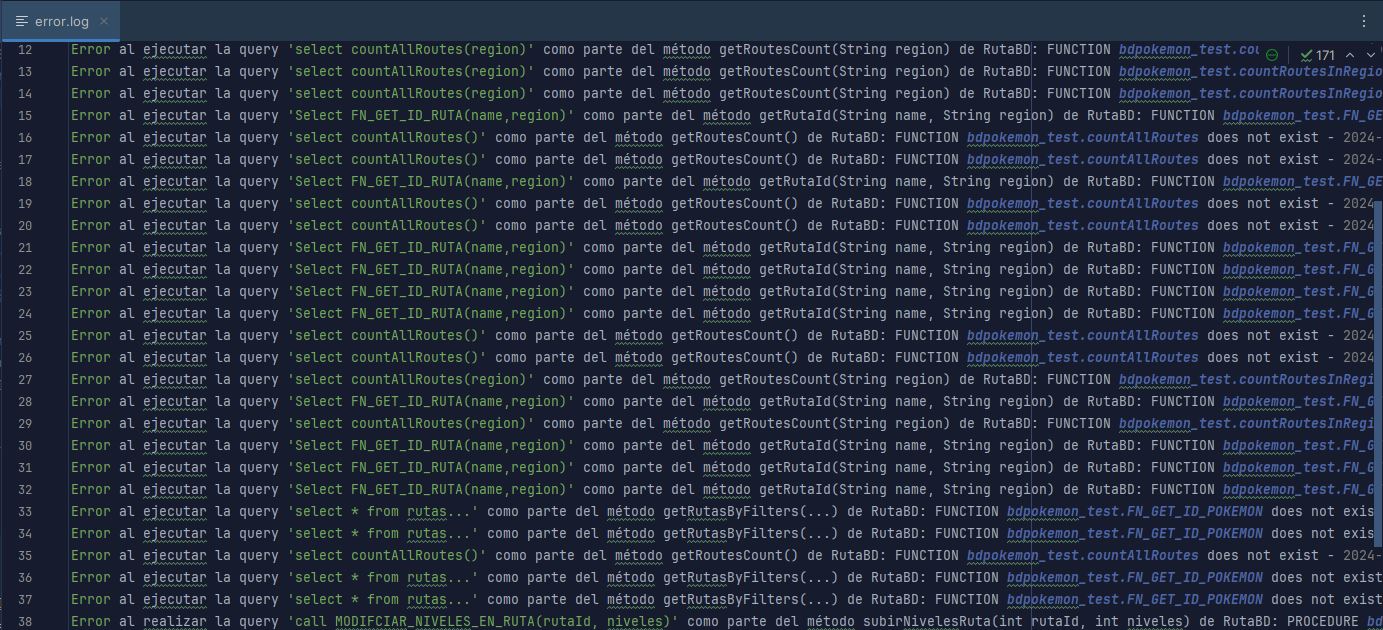 error.log
171
12 Error al ejecutar la query 'select countAllRoutes(region)' como parte del método getRoutesCount(String region) de RutaBD: FUNCTION bdpokemon_test.cou
13 Error al ejecutar la query 'select countAllRoutes(region)' como parte del método getRoutesCount(String region) de RutaBD: FUNCTION bdpokemon_test.countRoutesInRegio
14 Error al ejecutar la query 'select countAllRoutes(region)' como parte del método getRoutesCount(String region) de RutaBD: FUNCTION bdpokemon_test.countRoutesInRegio
15 Error al ejecutar la query 'Select FN_GET_ID_RUTA(name,region)' como parte del método getRutaId(String name, String region) de RutaBD: FUNCTION bdpokemon_test.FN_GE
16 Error al ejecutar la query 'select countAllRoutes()' como parte del método getRoutesCount() de RutaBD: FUNCTION bdpokemon_test.countAllRoutes does not exist - 2024-
17 Error al ejecutar la query 'select countAllRoutes()' como parte del método getRoutesCount() de RutaBD: FUNCTION bdpokemon_test.countAllRoutes does not exist - 2024-
18 Error al ejecutar la query 'Select FN_GET_ID_RUTA(name,region)' como parte del método getRutaId(String name, String region) de RutaBD: FUNCTION bdpokemon_test.FN_GE
19 Error al ejecutar la query 'select countAllRoutes()' como parte del método getRoutesCount() de RutaBD: FUNCTION bdpokemon_test.countAllRoutes does not exist - 2024
20 Error al ejecutar la query 'select countAllRoutes()' como parte del método getRoutesCount() de RutaBD: FUNCTION bdpokemon_test.countAllRoutes does not exist - 2024
21 Error al ejecutar la query 'Select FN_GET_ID_RUTA(name,region)' como parte del método getRutaId(String name, String region) de RutaBD: FUNCTION bdpokemon_test.FN_G
22 Error al ejecutar la query 'Select FN_GET_ID_RUTA(name,region)' como parte del método getRutaId(String name, String region) de RutaBD: FUNCTION bdpokemon_test.FN_G
23 Error al ejecutar la query 'Select FN_GET_ID_RUTA(name,region)' como parte del método getRutaId(String name, String region) de RutaBD: FUNCTION bdpokemon_test.FN_G
24 Error al ejecutar la query 'Select FN_GET_ID_RUTA(name,region)' como parte del método getRutaId(String name, String region) de RutaBD: FUNCTION bdpokemon_test.FN_G
25 Error al ejecutar la query 'select countAllRoutes()' como parte del método getRoutesCount() de RutaBD: FUNCTION bdpokemon_test.countAllRoutes does not exist - 2024
26 Error al ejecutar la query 'select countAllRoutes()' como parte del método getRoutesCount() de RutaBD: FUNCTION bdpokemon_test.countAllRoutes does not exist - 2024
27 Error al ejecutar la query 'select countAllRoutes(region)' como parte del método getRoutesCount(String region) de RutaBD: FUNCTION bdpokemon_test.countRoutesInRegi
28 Error al ejecutar la query 'Select FN_GET_ID_RUTA(name,region)' como parte del método getRutaId(String name, String region) de RutaBD: FUNCTION bdpokemon_test.FN_G
29 Error al ejecutar la query 'select countAllRoutes(region)' como parte del método getRoutesCount(String region) de RutaBD: FUNCTION bdpokemon_test.countRoutesInRegi
30 Error al ejecutar la query 'Select FN_GET_ID_RUTA(name,region)' como parte del método getRutaId(String name, String region) de RutaBD: FUNCTION bdpokemon_test.FN_G
31 Error al ejecutar la query 'Select FN_GET_ID_RUTA(name,region)' como parte del método getRutaId(String name, String region) de RutaBD: FUNCTION bdpokemon_test.FN_G
32 Error al ejecutar la query 'Select FN_GET_ID_RUTA(name,region)' como parte del método getRutaId(String name, String region) de RutaBD: FUNCTION bdpokemon_test.FN_G
33 Error al ejecutar la query 'select * from rutas...' como parte del método getRutasByFilters(...) de RutaBD: FUNCTION bdpokemon_test.FN_GET_ID_POKEMON does not exis
34 Error al ejecutar la query 'select * from rutas...' como parte del método getRutasByFilters(...) de RutaBD: FUNCTION bdpokemon_test.FN_GET_ID_POKEMON does not exis
35 Error al ejecutar la query 'select countAllRoutes()' como parte del método getRoutesCount() de RutaBD: FUNCTION bdpokemon_test.countAllRoutes does not exist - 2024-
36 Error al ejecutar la query 'select * from rutas...' como parte del método getRutasByFilters(...) de RutaBD: FUNCTION bdpokemon_test.FN_GET_ID_POKEMON does not exist
37 Error al ejecutar la query 'select * from rutas...' como parte del método getRutasByFilters(...) de RutaBD: FUNCTION bdpokemon_test.FN_GET_ID_POKEMON does not exist
38 Error al realizar la query 'call MODIFCIAR_NIVELES_EN_RUTA(rutaId, niveles)' como parte del método subirNivelesRuta(int rutaId, int niveles) de RutaBD: PROCEDURE bd